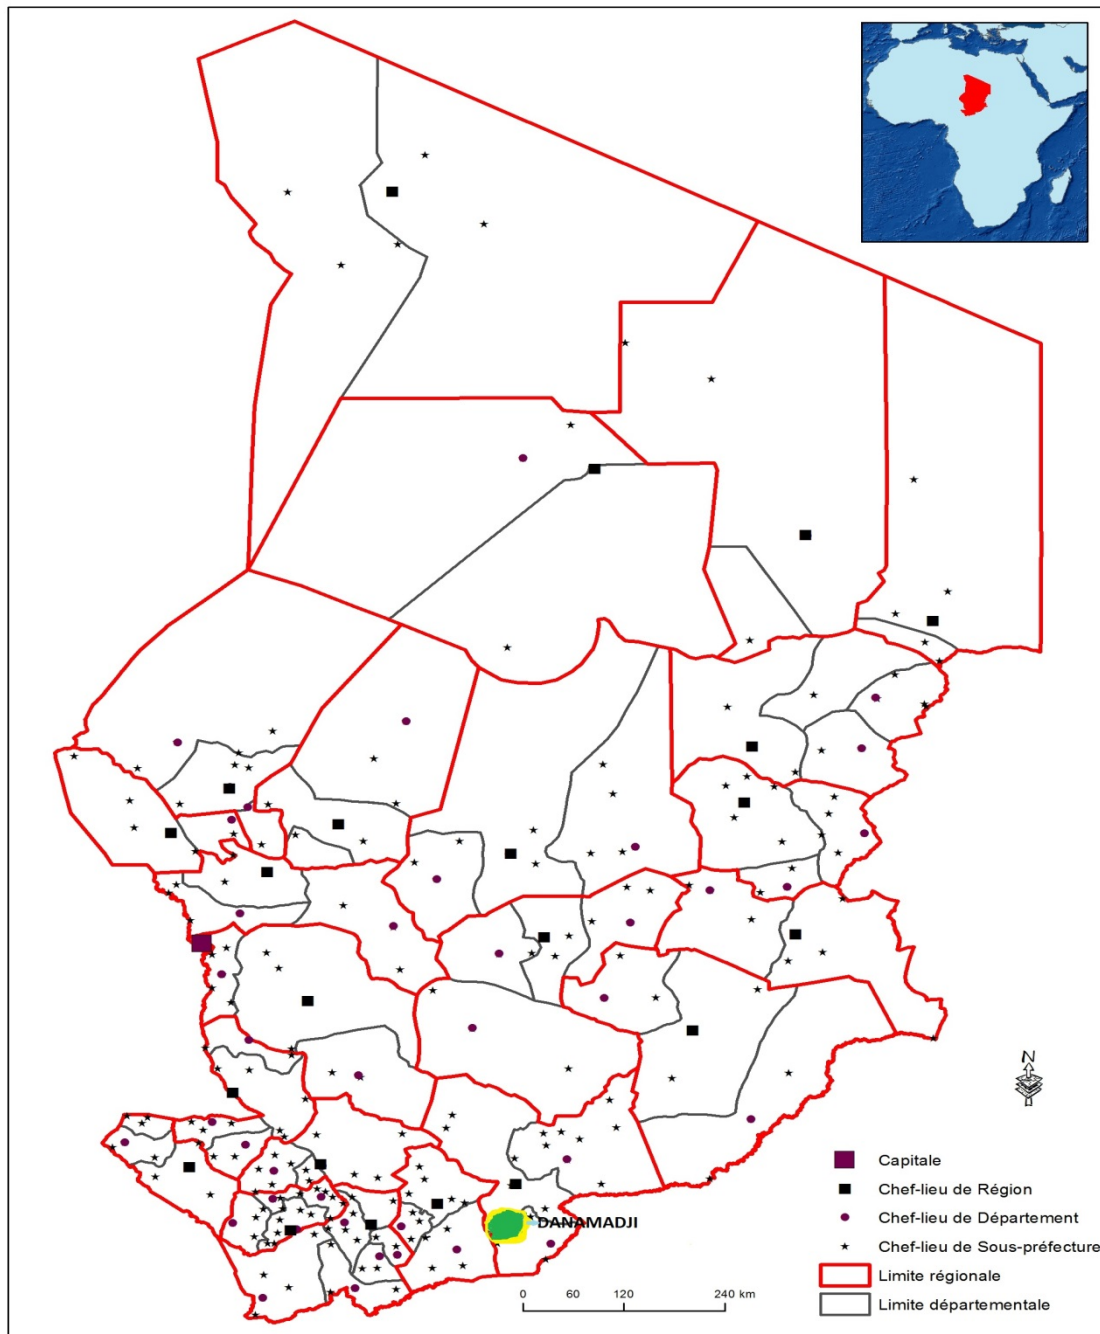 N
Capitale
Chef-lieu de Région
DANAMADJI
Chef-lieu de Département
Chef-lieu de Sous-préfecture
Limite régionale
Limite départementale
0 60 120 240 km